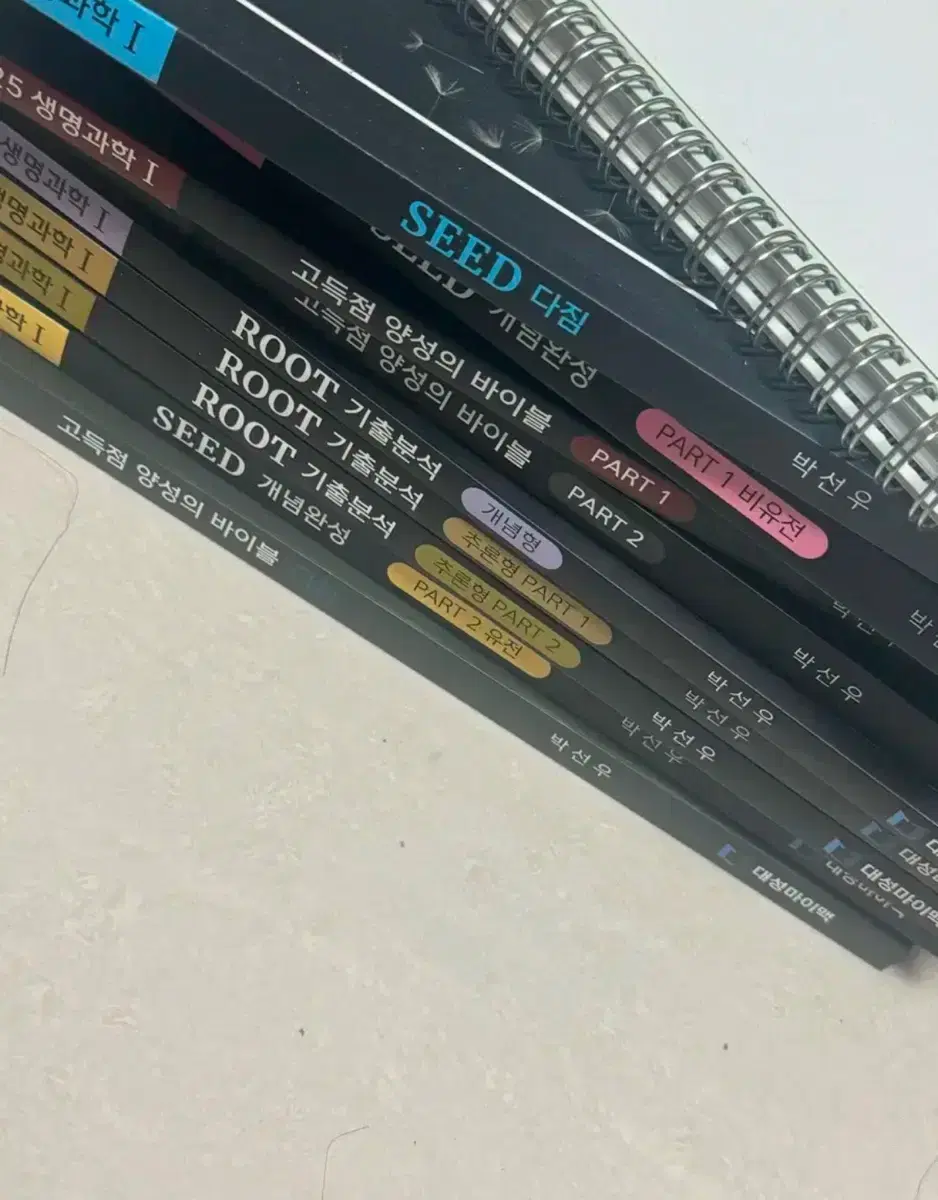 과학 I SEED 다짐 박선우
SEED 개념완성 PART 1 비유전 박선
25 생명과학 I 고득점 양성의 바이블 PART 1 박선우
고득점 양성의 바이블 PART 2
생명과학 I ROOT 기출분석 개념형 박선우
생명과학 I ROOT 기출분석 추론형 PART 1 박선우
명과학 I ROOT 기출분석 추론형 PART 2 박선우 대성마이맥
학 I SEED 개념완성 PART 2 유전 박선우
고득점 양성의 바이블 박선우 대성마이맥